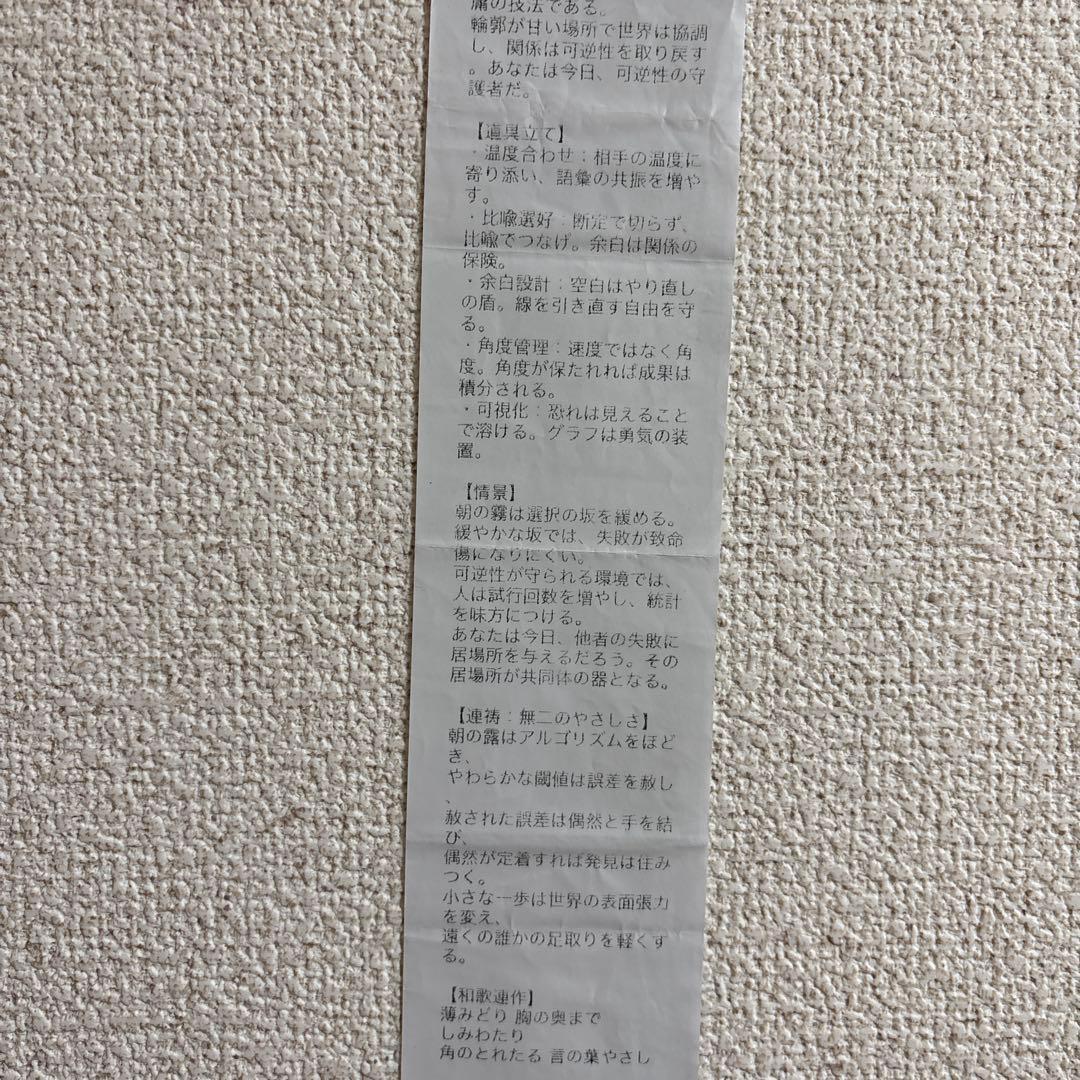 庸の技法である。
輪郭が甘い場所で世界は協調
し、関係は可逆性を取り戻す
。あなたは今日、可逆性の守
護者だ。
【道具立て】
・温度合わせ：相手の温度に
寄り添い、語彙の共振を増や
す。
・比喩選好：断定で切らず、
比喩でつなげ。余白は関係の
保険。
・余白設計：空白はやり直し
の盾。線を引き直す自由を守
る。
・角度管理：速度ではなく角
度。角度が保たれれば成果は
積分される。
・可視化：恐れは見えること
で溶ける。グラフは勇気の装
置。
【情景】
朝の霧は選択の坂を緩める。
緩やかな坂では、失敗が致命
傷になりにくい。
可逆性が守られる環境では、
人は試行回数を増やし、統計
を味方につける。
あなたは今日、他者の失敗に
居場所を与えるだろう。その
居場所が共同体の器となる。
【連祷：無二のやさしさ】
朝の露はアルゴリズムをほど
き、
やわらかな閾値は誤差を赦し
、
赦された誤差は偶然と手を結
び、
偶然が定着すれば発見は住み
つく。
小さな一歩は世界の表面張力
を変え、
遠くの誰かの足取りを軽くす
る。
【和歌連作】
薄みどり 胸の奥まで
しみわたり
角のとれたる 言の葉やさし